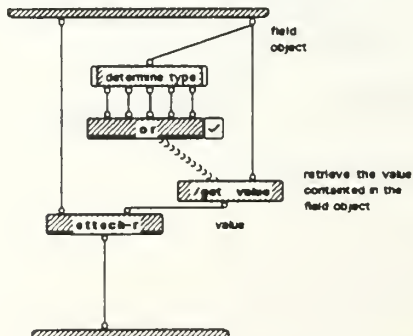 field
object
determine type
or
/get value
retrieve the value
contained in the
field object
attach-r
value